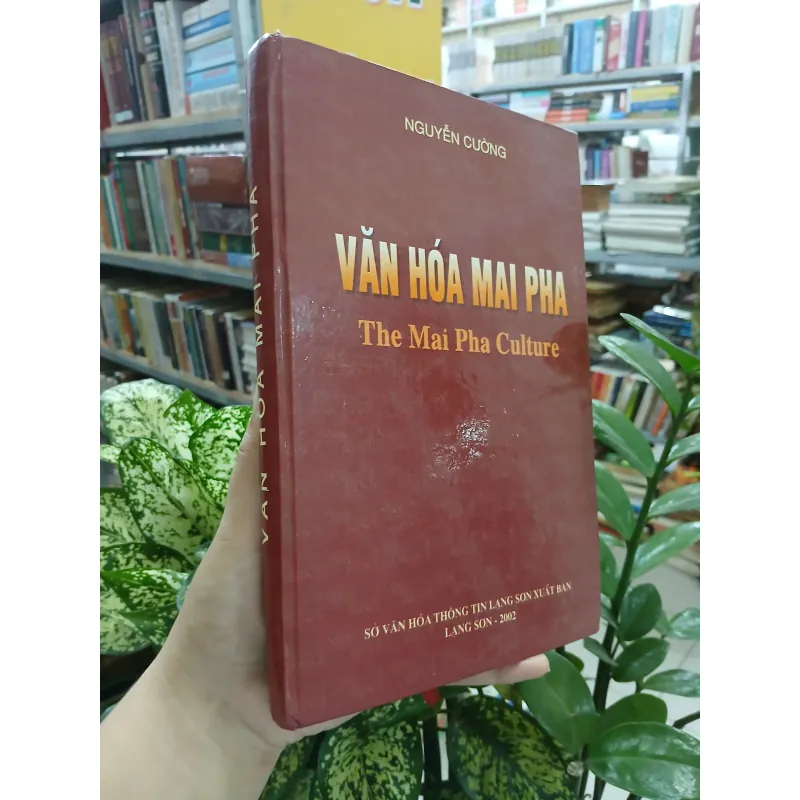 NGUYỄN CƯỜNG
VĂN HÓA MAI PHA
The Mai Pha Culture
SỞ VĂN HÓA THÔNG TIN LẠNG SƠN XUẤT BẢN
LẠNG SƠN - 2002
VĂN HÓA MAI PHA